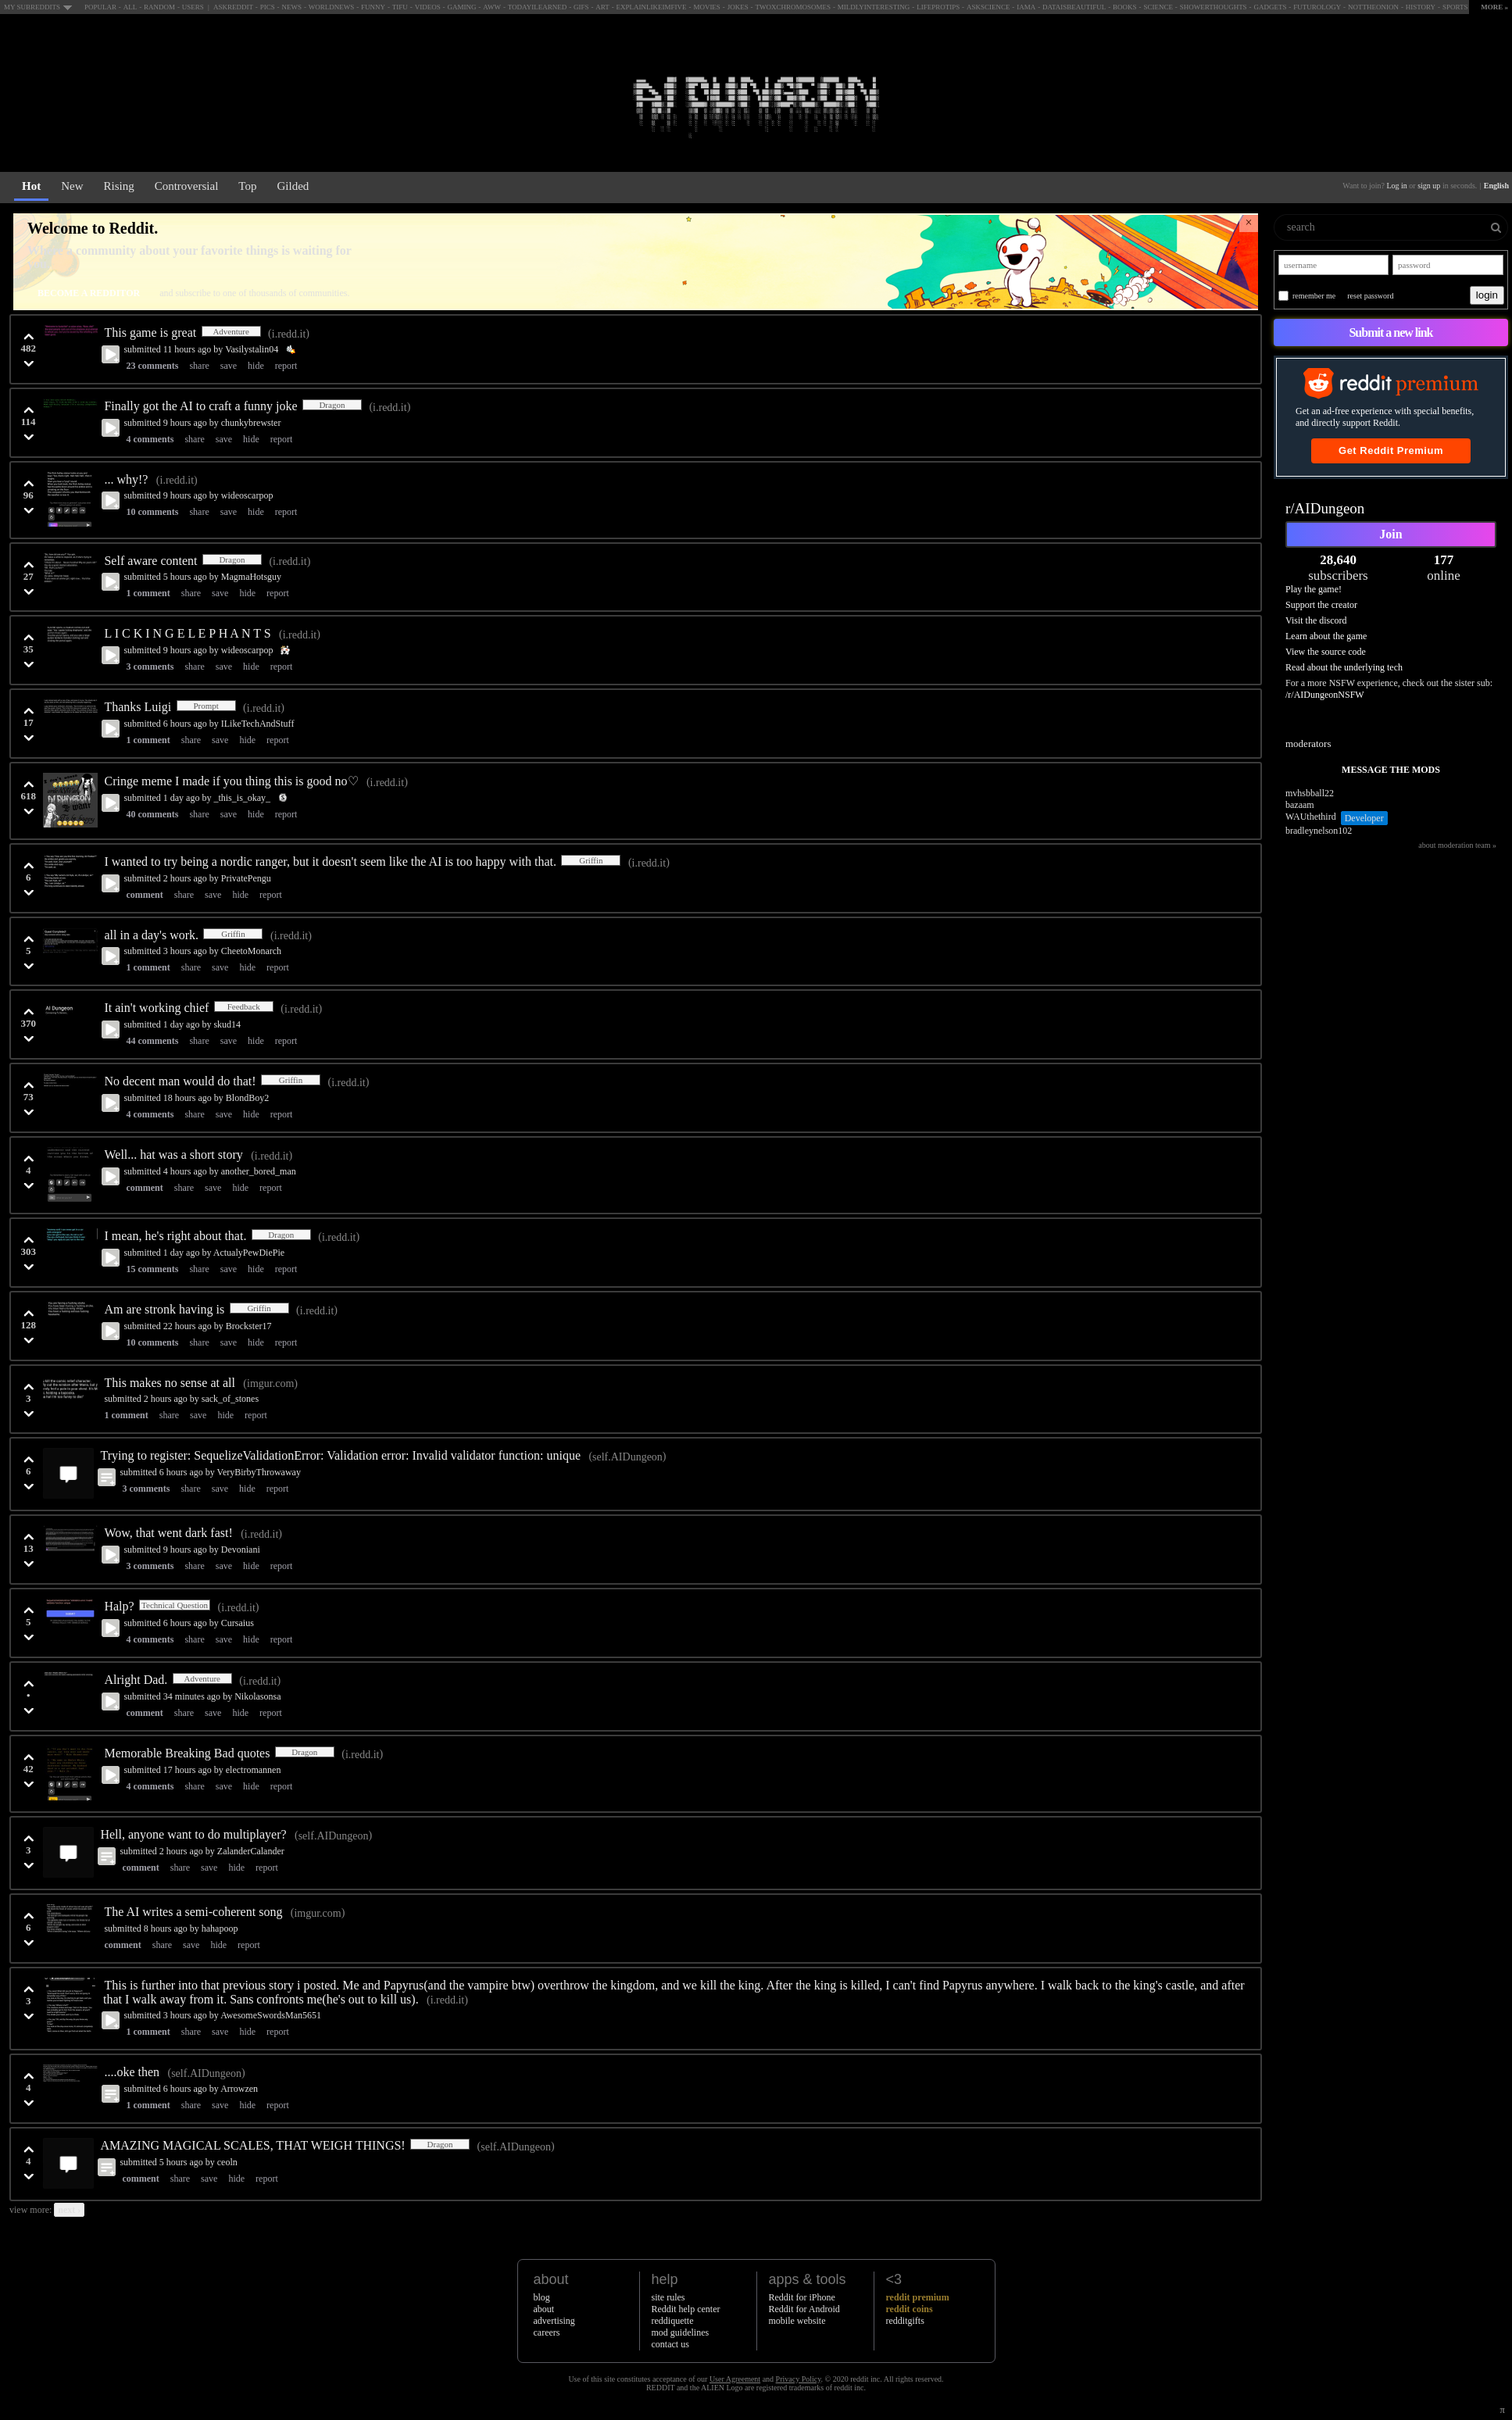 MY SUBREDDITS POPULAR - ALL - RANDOM - USERS | ASKREDDIT - PICS - NEWS - WORLDNEWS - FUNNY - TIFU - VIDEOS - GAMING - AWW - TODAYILEARNED - GIFS - ART - EXPLAINLIKEIMFIVE - MOVIES - JOKES - TWOXCHROMOSOMES - MILDLYINTERESTING - LIFEPROTIPS - ASKSCIENCE - IAMA - DATAISBEAUTIFUL - BOOKS - SCIENCE - SHOWERTHOUGHTS - GADGETS - FUTUROLOGY - NOTTHEONION - HISTORY - SPORTS MORE »
AI DUNGEON
Hot New Rising Controversial Top Gilded
Want to join? Log in or sign up in seconds. | English
Welcome to Reddit.
Where a community about your favorite things is waiting for
and subscribe to one of thousands of communities.
×
482
This game is great Adventure (i.redd.it)
submitted 11 hours ago by Vasilystalin04
23 comments share save hide report
114
Finally got the AI to craft a funny joke Dragon (i.redd.it)
submitted 9 hours ago by chunkybrewster
4 comments share save hide report
96
... why!? (i.redd.it)
submitted 9 hours ago by wideoscarpop
10 comments share save hide report
27
Self aware content Dragon (i.redd.it)
submitted 5 hours ago by MagmaHotsguy
1 comment share save hide report
35
L I C K I N G E L E P H A N T S (i.redd.it)
submitted 9 hours ago by wideoscarpop
3 comments share save hide report
17
Thanks Luigi Prompt (i.redd.it)
submitted 6 hours ago by ILikeTechAndStuff
1 comment share save hide report
618
Cringe meme I made if you thing this is good no♡ (i.redd.it)
submitted 1 day ago by _this_is_okay_
40 comments share save hide report
6
I wanted to try being a nordic ranger, but it doesn't seem like the AI is too happy with that. Griffin (i.redd.it)
submitted 2 hours ago by PrivatePengu
comment share save hide report
5
all in a day's work. Griffin (i.redd.it)
submitted 3 hours ago by CheetoMonarch
1 comment share save hide report
370
AI Dungeon
It ain't working chief Feedback (i.redd.it)
submitted 1 day ago by skud14
44 comments share save hide report
73
No decent man would do that! Griffin (i.redd.it)
submitted 18 hours ago by BlondBoy2
4 comments share save hide report
4
Well... hat was a short story (i.redd.it)
submitted 4 hours ago by another_bored_man
comment share save hide report
303
I mean, he's right about that. Dragon (i.redd.it)
submitted 1 day ago by ActualyPewDiePie
15 comments share save hide report
128
Am are stronk having is Griffin (i.redd.it)
submitted 22 hours ago by Brockster17
10 comments share save hide report
3
This makes no sense at all (imgur.com)
submitted 2 hours ago by sack_of_stones
1 comment share save hide report
6
Trying to register: SequelizeValidationError: Validation error: Invalid validator function: unique (self.AIDungeon)
submitted 6 hours ago by VeryBirbyThrowaway
3 comments share save hide report
13
Wow, that went dark fast! (i.redd.it)
submitted 9 hours ago by Devoniani
3 comments share save hide report
5
Halp? Technical Question (i.redd.it)
submitted 6 hours ago by Cursaius
4 comments share save hide report
•
Alright Dad. Adventure (i.redd.it)
submitted 34 minutes ago by Nikolasonsa
comment share save hide report
42
Memorable Breaking Bad quotes Dragon (i.redd.it)
submitted 17 hours ago by electromannen
4 comments share save hide report
3
Hell, anyone want to do multiplayer? (self.AIDungeon)
submitted 2 hours ago by ZalanderCalander
comment share save hide report
6
The AI writes a semi-coherent song (imgur.com)
submitted 8 hours ago by hahapoop
comment share save hide report
3
This is further into that previous story i posted. Me and Papyrus(and the vampire btw) overthrow the kingdom, and we kill the king. After the king is killed, I can't find Papyrus anywhere. I walk back to the king's castle, and after
that I walk away from it. Sans confronts me(he's out to kill us). (i.redd.it)
submitted 3 hours ago by AwesomeSwordsMan5651
1 comment share save hide report
4
....oke then (self.AIDungeon)
submitted 6 hours ago by Arrowzen
1 comment share save hide report
4
AMAZING MAGICAL SCALES, THAT WEIGH THINGS! Dragon (self.AIDungeon)
submitted 5 hours ago by ceoln
comment share save hide report
view more:
search
username password
remember me reset password login
Submit a new link
reddit premium
Get an ad-free experience with special benefits,
and directly support Reddit.
Get Reddit Premium
r/AIDungeon
Join
28,640 177
subscribers online
Play the game!
Support the creator
Visit the discord
Learn about the game
View the source code
Read about the underlying tech
For a more NSFW experience, check out the sister sub:
/r/AIDungeonNSFW
moderators
MESSAGE THE MODS
mvhsbball22
bazaam
WAUthethird Developer
bradleynelson102
about moderation team »
about
blog
about
advertising
careers
help
site rules
Reddit help center
reddiquette
mod guidelines
contact us
apps & tools
Reddit for iPhone
Reddit for Android
mobile website
<3
reddit premium
reddit coins
redditgifts
Use of this site constitutes acceptance of our User Agreement and Privacy Policy. © 2020 reddit inc. All rights reserved.
REDDIT and the ALIEN Logo are registered trademarks of reddit inc.
π